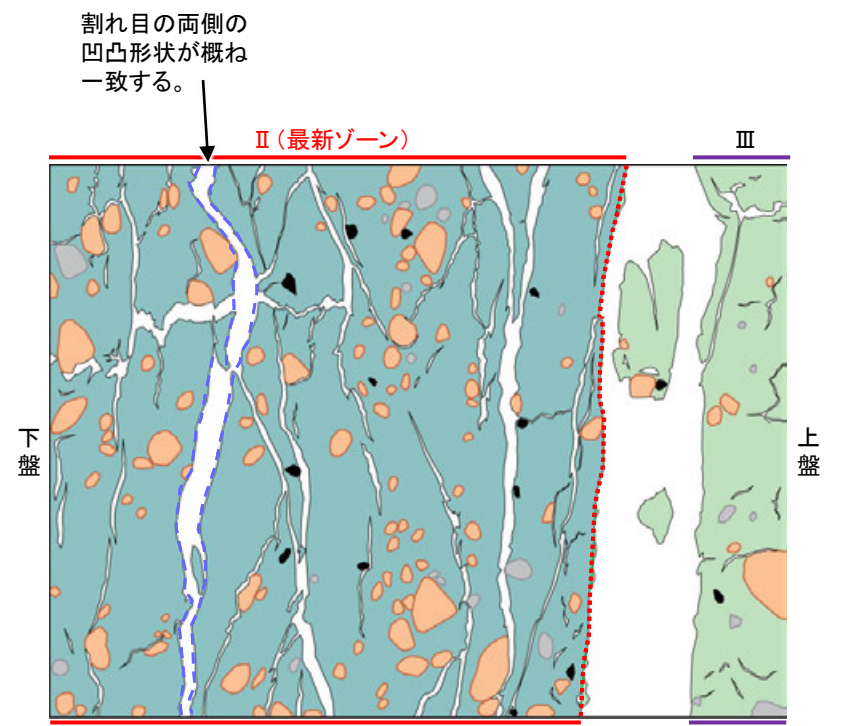 割れ目の両側の
凹凸形状が概ね
一致する。
Ⅱ（最新ゾーン）
Ⅲ
下盤
上盤